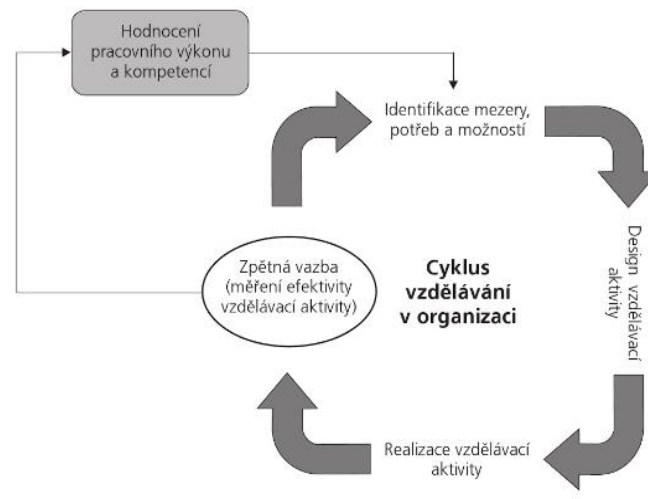 Hodnocení
pracovního výkonu
a kompetencí
Identifikace mezery,
potřeb a možností
Design vzdělávací
aktivity
Zpětná vazba
(měření efektivity
vzdělávací aktivity)
Cyklus
vzdělávání
v organizaci
Realizace vzdělávací
aktivity